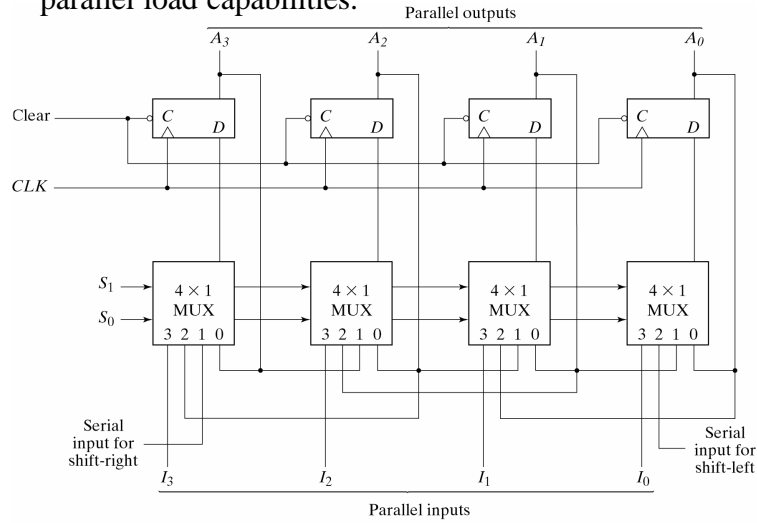 parallel load capabilities.
Parallel outputs
A3 A2 A1 A0
Clear C C C C
D D D D
CLK
S1 4 × 1 4 × 1 4 × 1 4 × 1
S0 MUX MUX MUX MUX
3 2 1 0 3 2 1 0 3 2 1 0 3 2 1 0
Serial
input for
shift-right
Serial
input for
shift-left
I3 I2 I1 I0
Parallel inputs